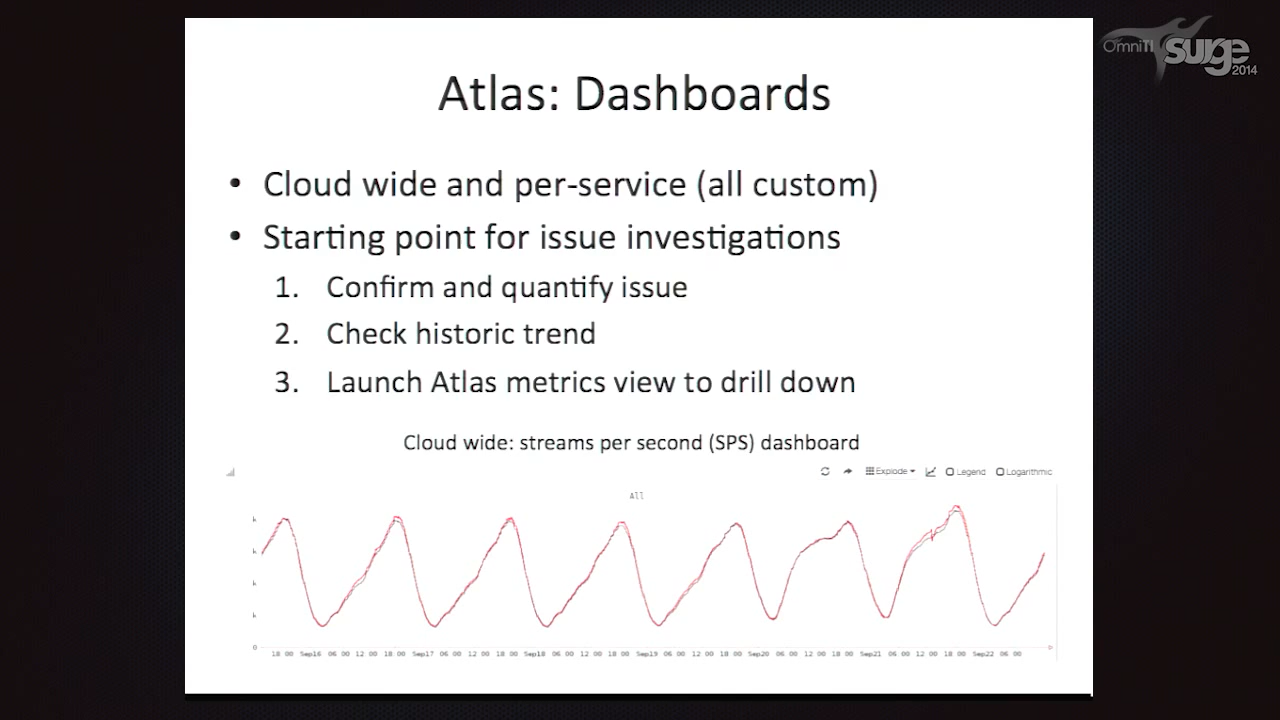 OmniTI surge 2014
Atlas: Dashboards
• Cloud wide and per-service (all custom)
• Starting point for issue investigations
1. Confirm and quantify issue
2. Check historic trend
3. Launch Atlas metrics view to drill down
Cloud wide: streams per second (SPS) dashboard
Explode Legend Logarithmic
All
k
k
k
k
0
18 00 Sep16 06 00 12 00 18 00 Sep17 06 00 12 00 18 00 Sep18 06 00 12 00 18 00 Sep19 06 00 12 00 18 00 Sep20 06 00 12 00 18 00 Sep21 06 00 12 00 18 00 Sep22 06 00